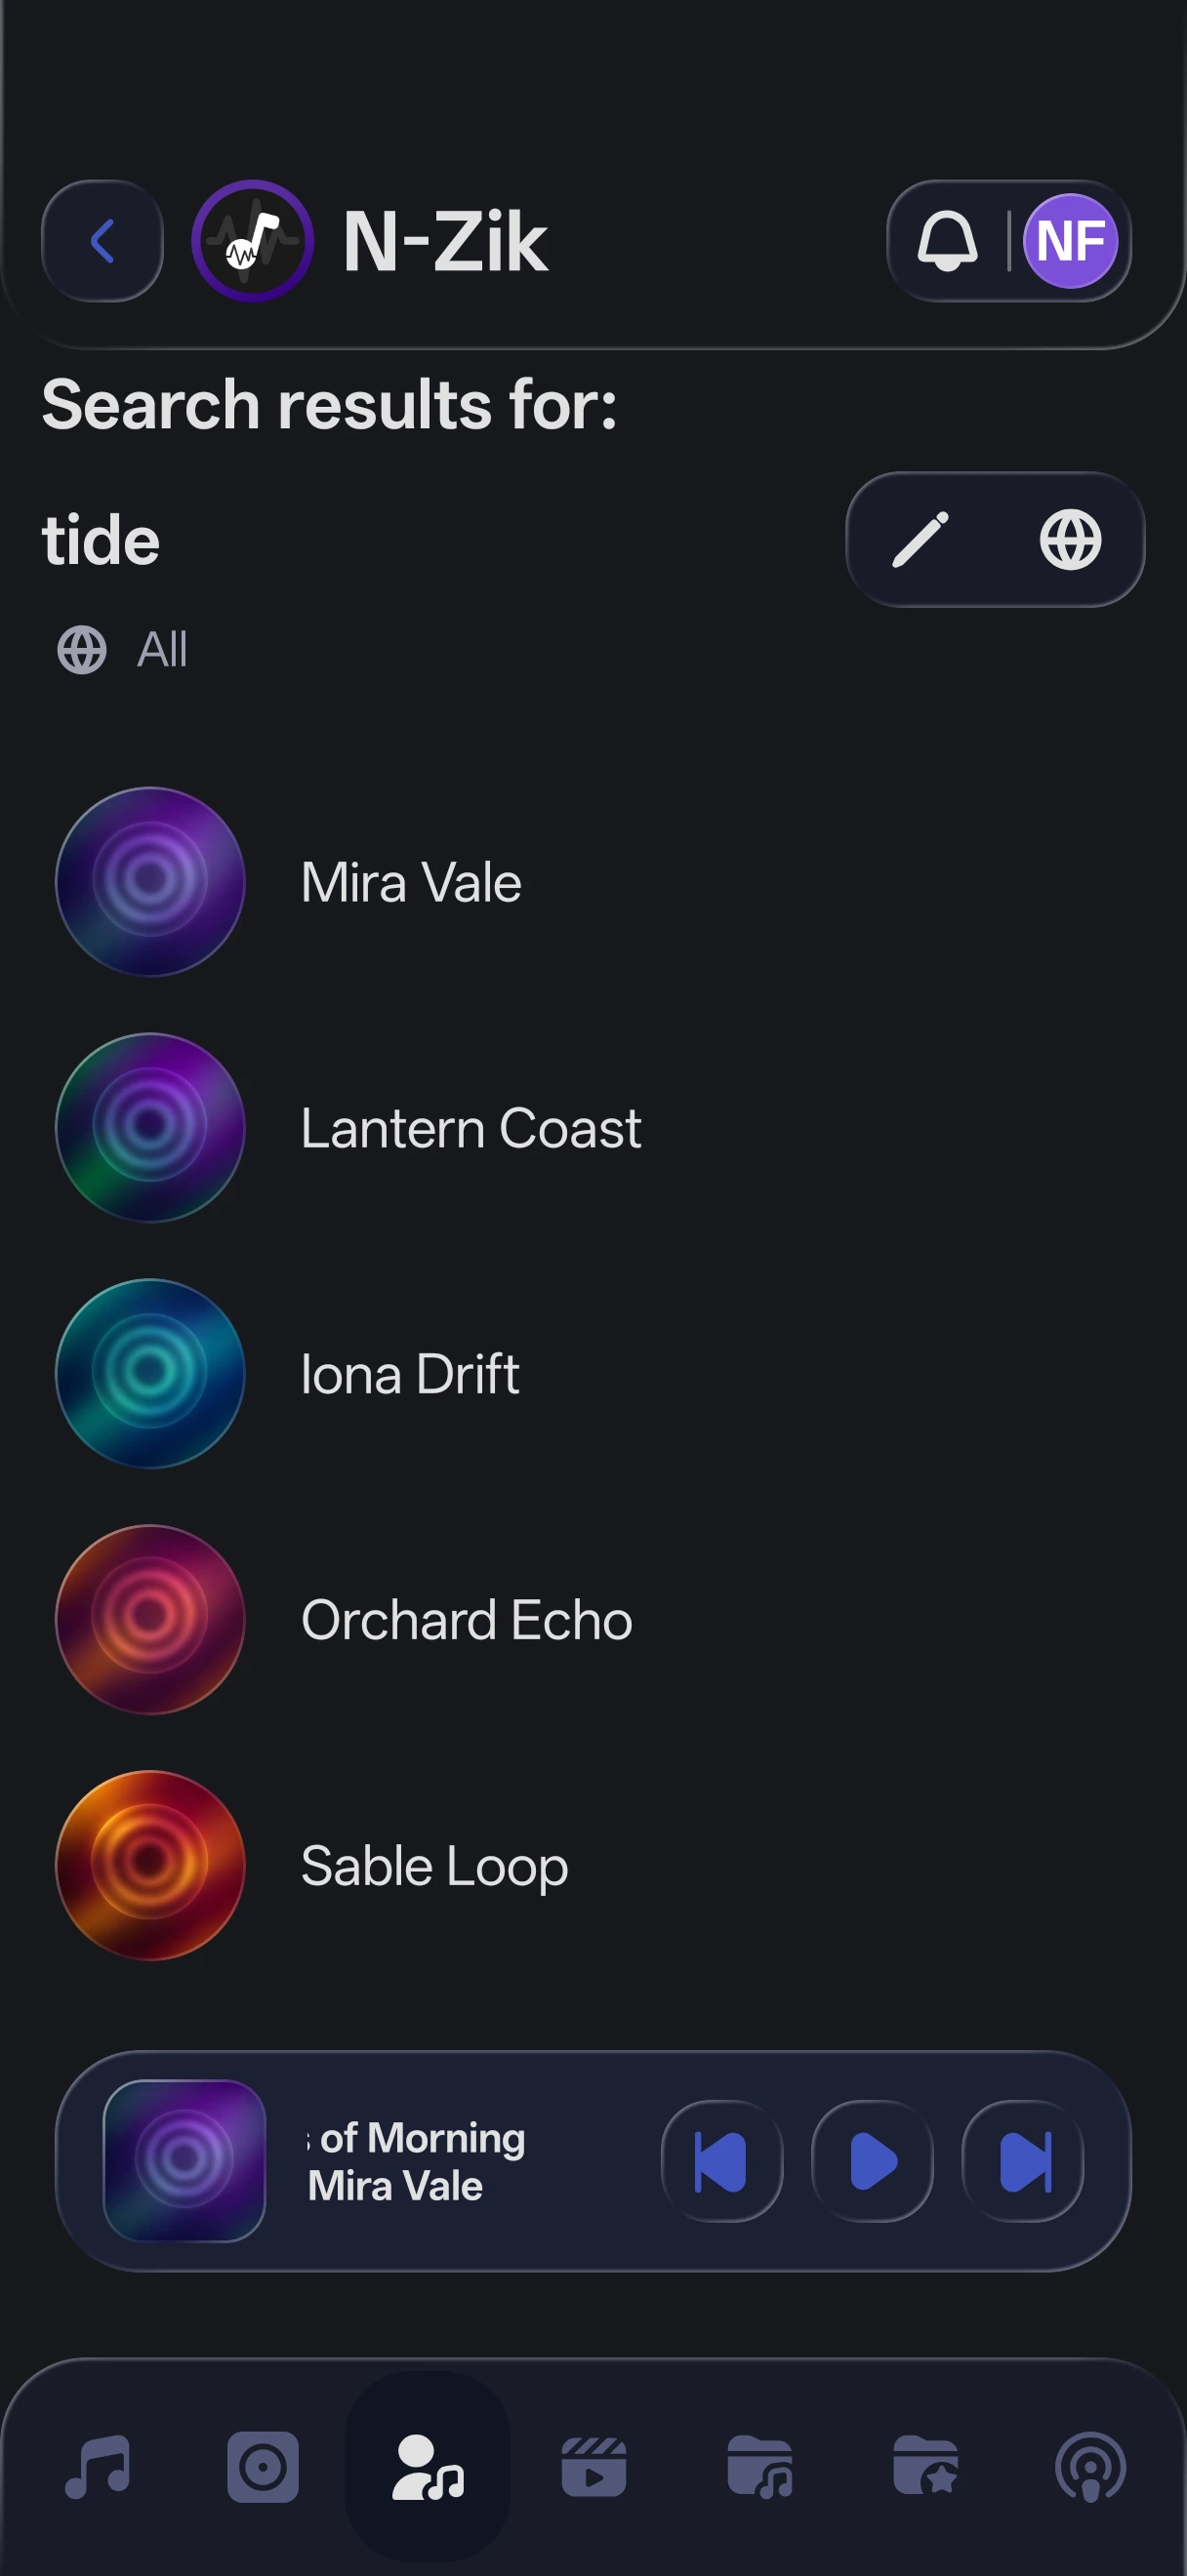 N-Zik
NF
Search results for:
tide
All
Mira Vale
Lantern Coast
Iona Drift
Orchard Echo
Sable Loop
of Morning
Mira Vale